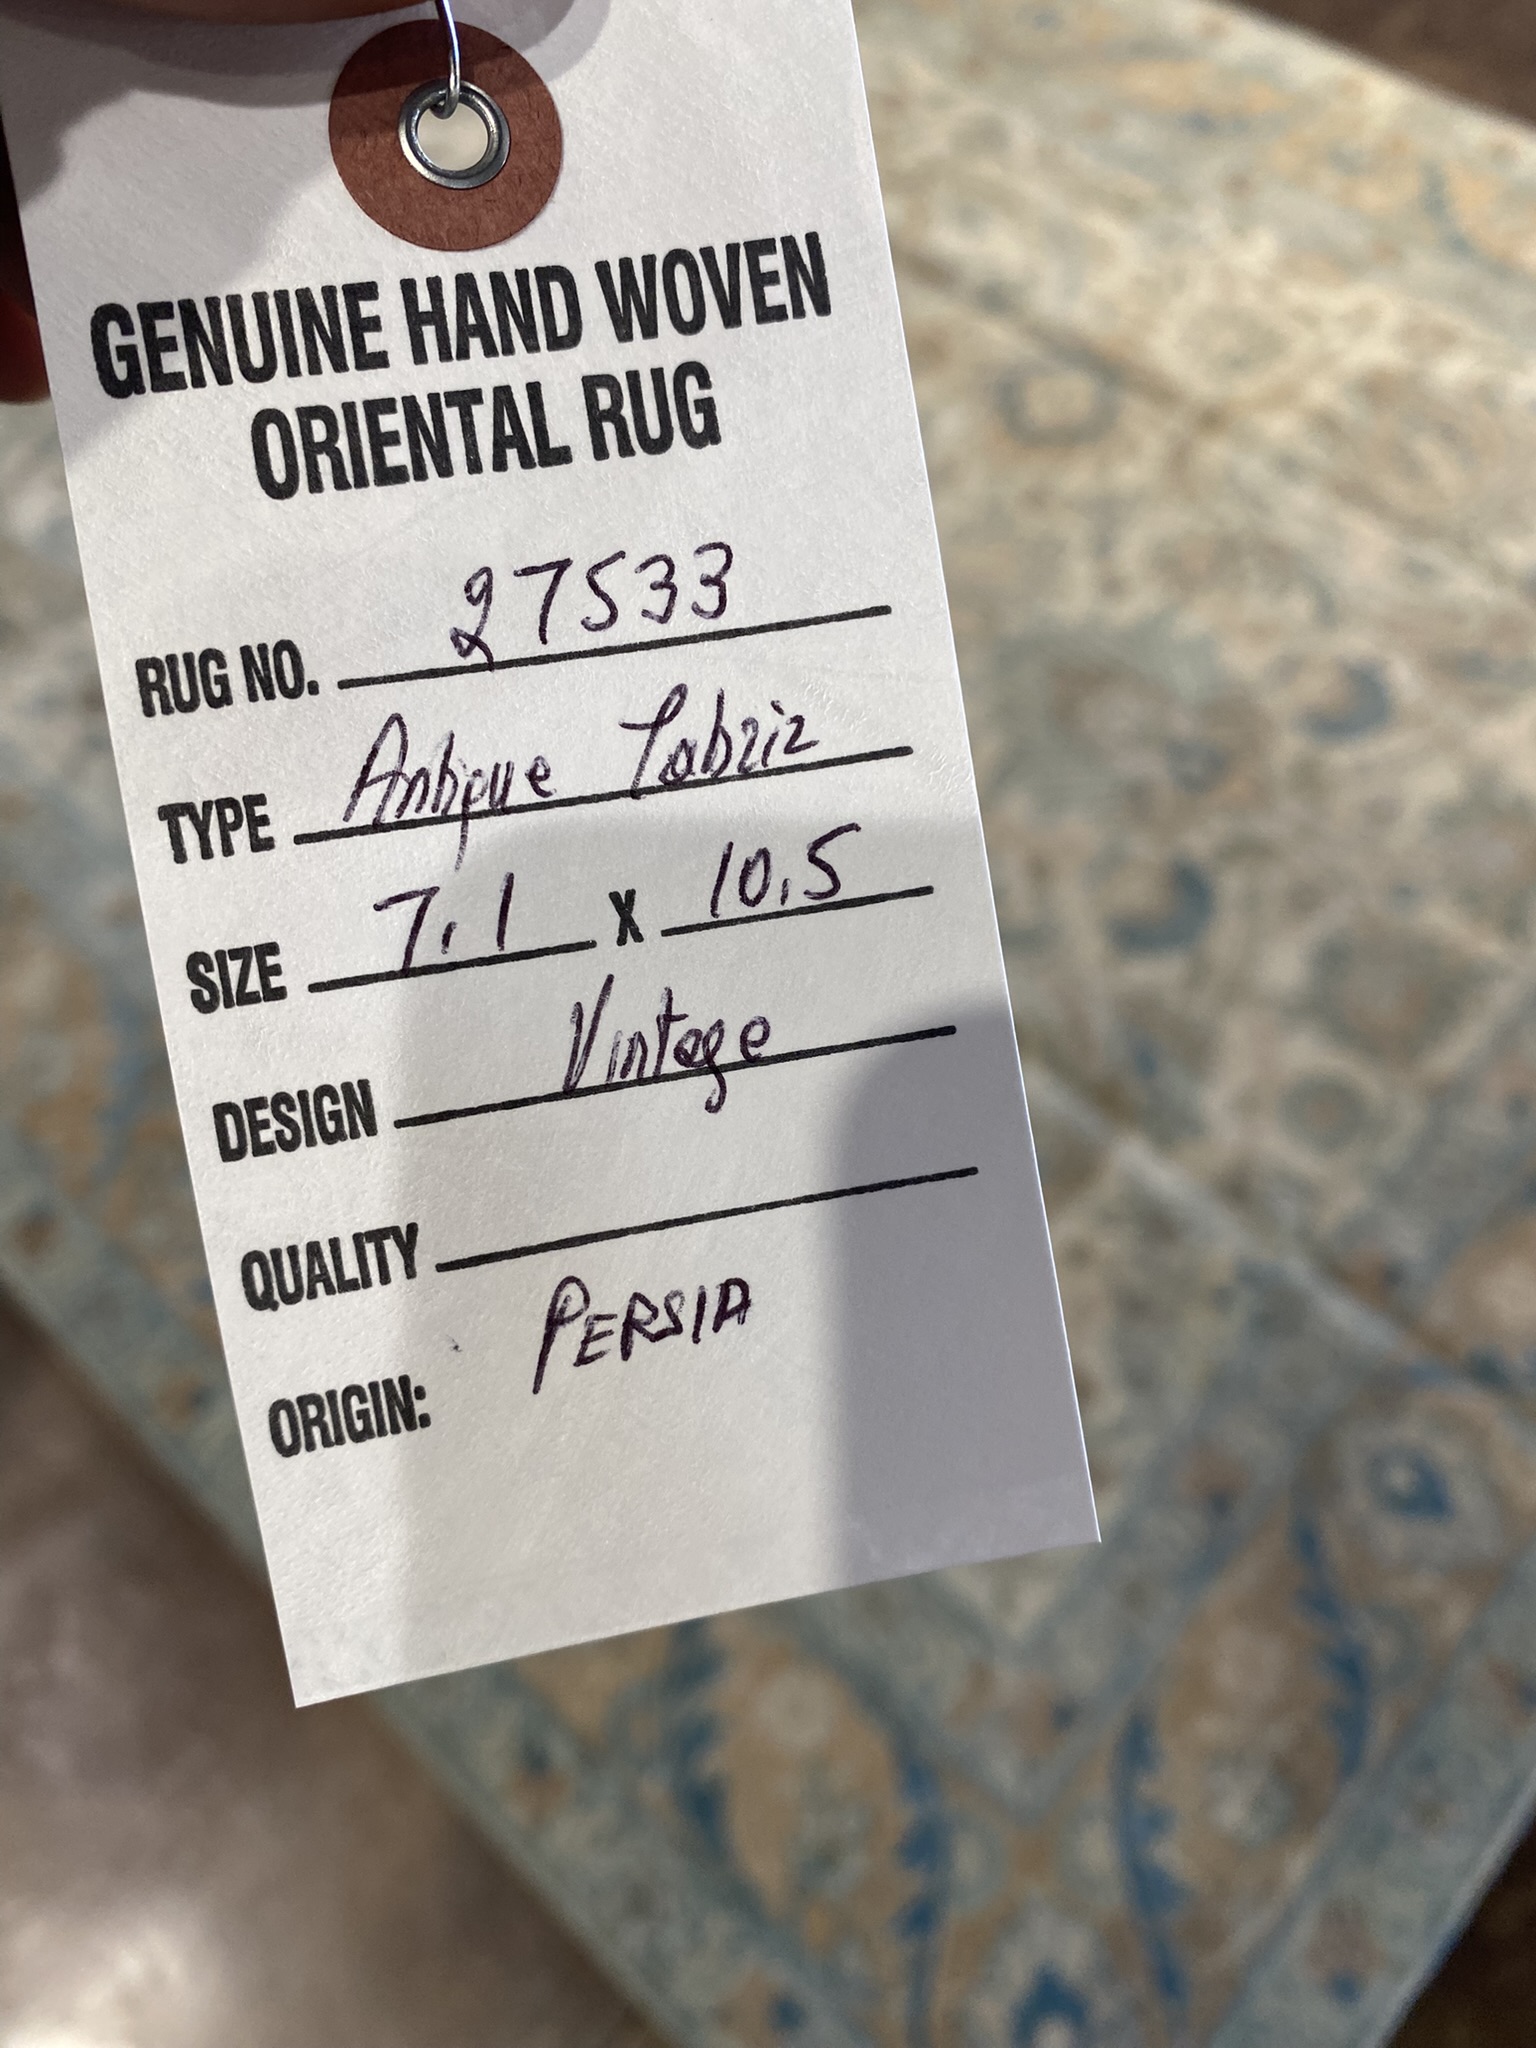 GENUINE HAND WOVEN
ORIENTAL RUG
RUG NO. 27533
TYPE Antique Tabriz
SIZE 7.1 X 10.5
DESIGN Vintage
QUALITY
ORIGIN: PERSIA